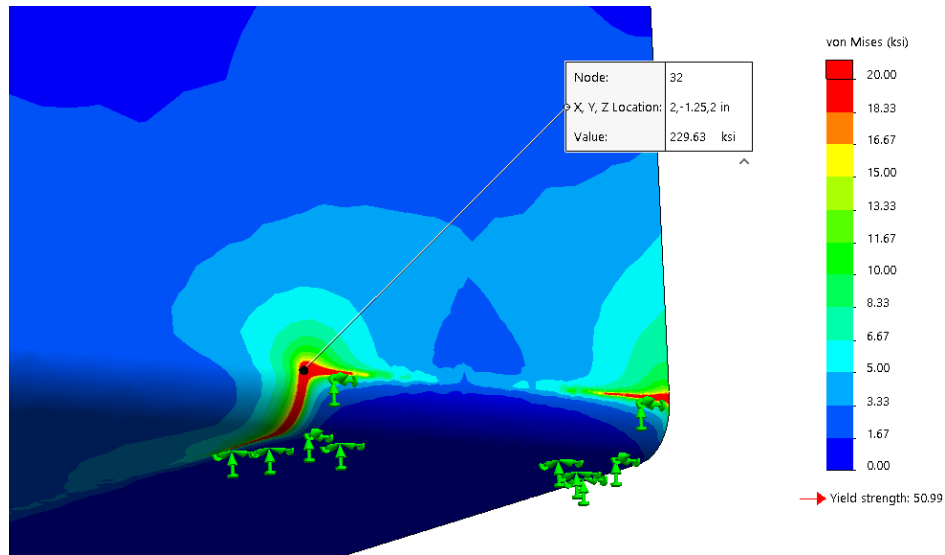 von Mises (ksi)
Node: 32
X, Y, Z Location: 2,-1.25,2 in
Value: 229.63 ksi
20.00
18.33
16.67
15.00
13.33
11.67
10.00
8.33
6.67
5.00
3.33
1.67
0.00
Yield strength: 50.99